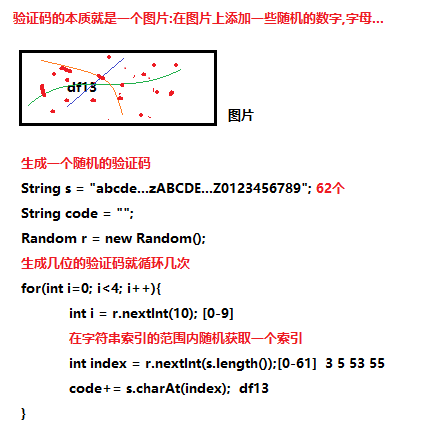 验证码的本质就是一个图片:在图片上添加一些随机的数字,字母...
df13
图片
生成一个随机的验证码
String s = "abcde...zABCDE...Z0123456789"; 62个
String code = "";
Random r = new Random();
生成几位的验证码就循环几次
for(int i=0; i<4; i++){
int i = r.nextInt(10); [0-9]
在字符串索引的范围内随机获取一个索引
int index = r.nextInt(s.length());[0-61] 3 5 53 55
code+= s.charAt(index); df13
}